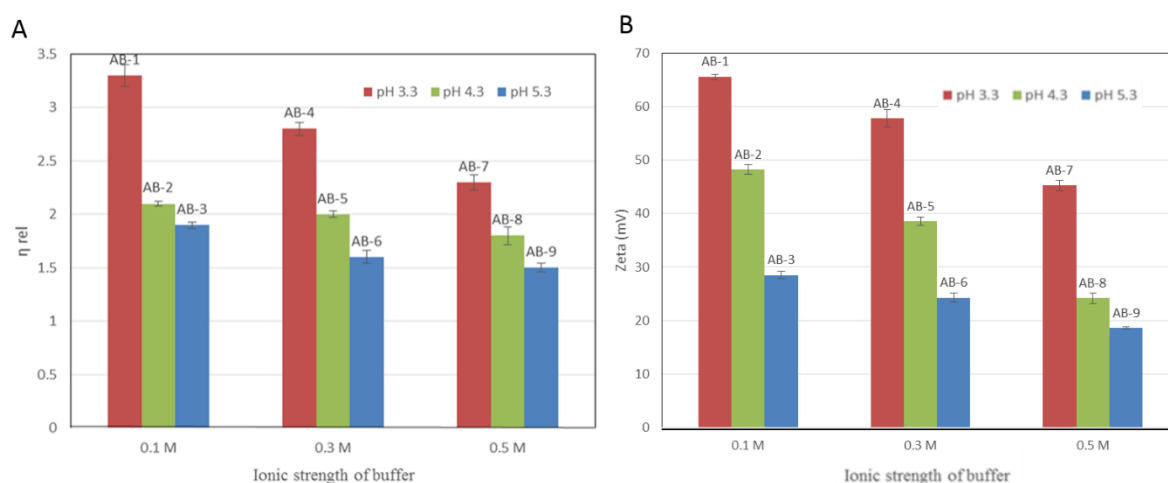 A
3.5
3
2.5
2
1.5
1
0.5
0
η rel
AB-1
AB-2
AB-3
AB-4
AB-5
AB-6
AB-7
AB-8
AB-9
pH 3.3 pH 4.3 pH 5.3
0.1 M 0.3 M 0.5 M
Ionic strength of buffer
B
70
60
50
40
30
20
10
0
Zeta (mV)
AB-1
AB-2
AB-3
AB-4
AB-5
AB-6
AB-7
AB-8
AB-9
pH 3.3 pH 4.3 pH 5.3
0.1 M 0.3 M 0.5 M
Ionic strength of buffer